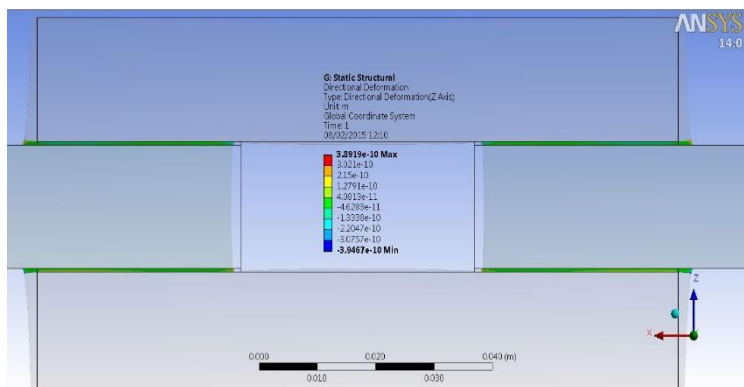 ANSYS
14.0
G: Static Structural
Directional Deformation
Type: Directional Deformation(Z Axis)
Unit: m
Global Coordinate System
Time: 1
08/02/2015 12:10
3.8919e-10 Max
3.021e-10
2.15e-10
1.2791e-10
4.0813e-11
-4.6283e-11
-1.3338e-10
-2.2047e-10
-3.0757e-10
-3.9467e-10 Min
Z
X
0.000 0.020 0.040 (m)
0.010 0.030